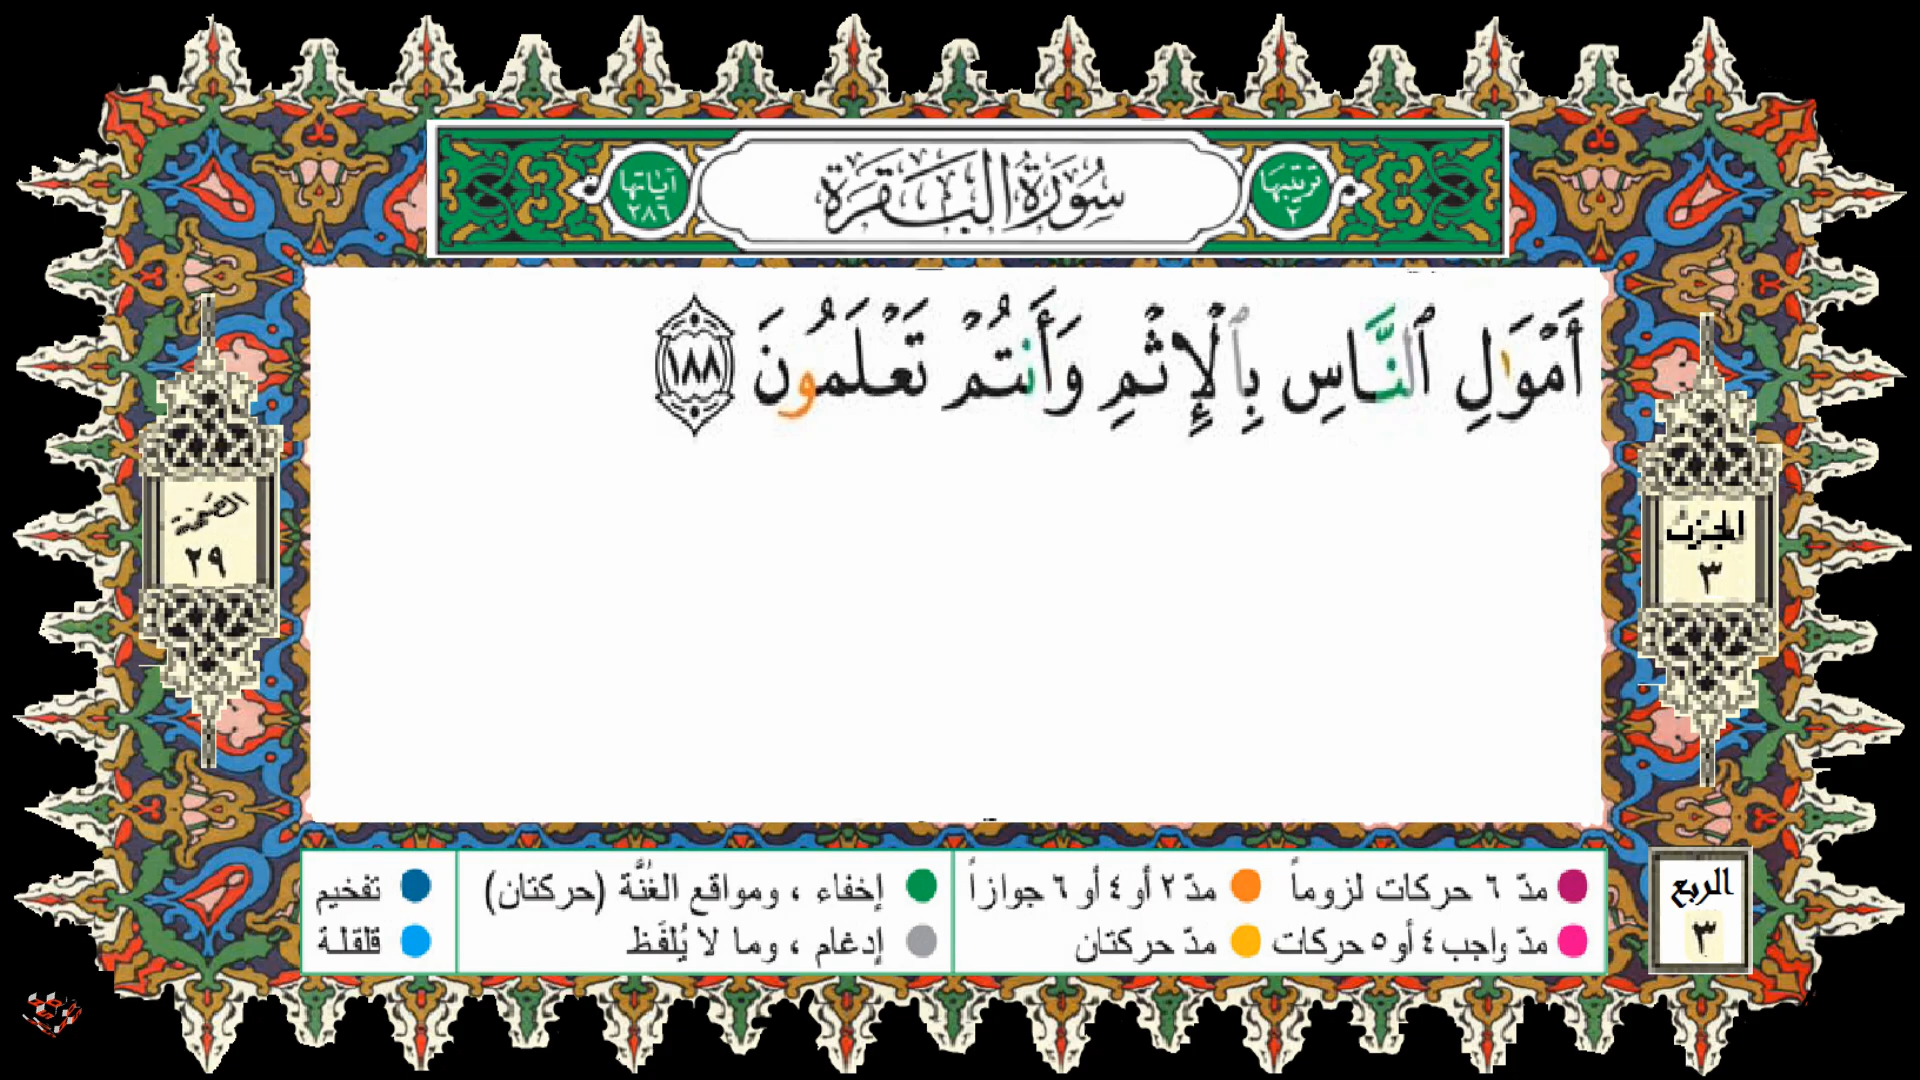 سُورَةُ البَقَرَة
ترتيبها
٢
آياتها
٢٨٦
أَمْوَٰلِ ٱلنَّاسِ بِٱلْإِثْمِ وَأَنتُمْ تَعْلَمُونَ ١٨٨
الحزب
٣
الصفحة
٢٩
مدّ ٦ حركات لزوماً
مدّ ٢ أو ٤ أو ٦ جوازاً
إخفاء ، ومواقع الغُنَّة (حركتان)
تفخيم
مدّ واجب ٤ أو ٥ حركات
مدّ حركتان
إدغام ، وما لا يُلفَظ
قلقلة
الربع
٣